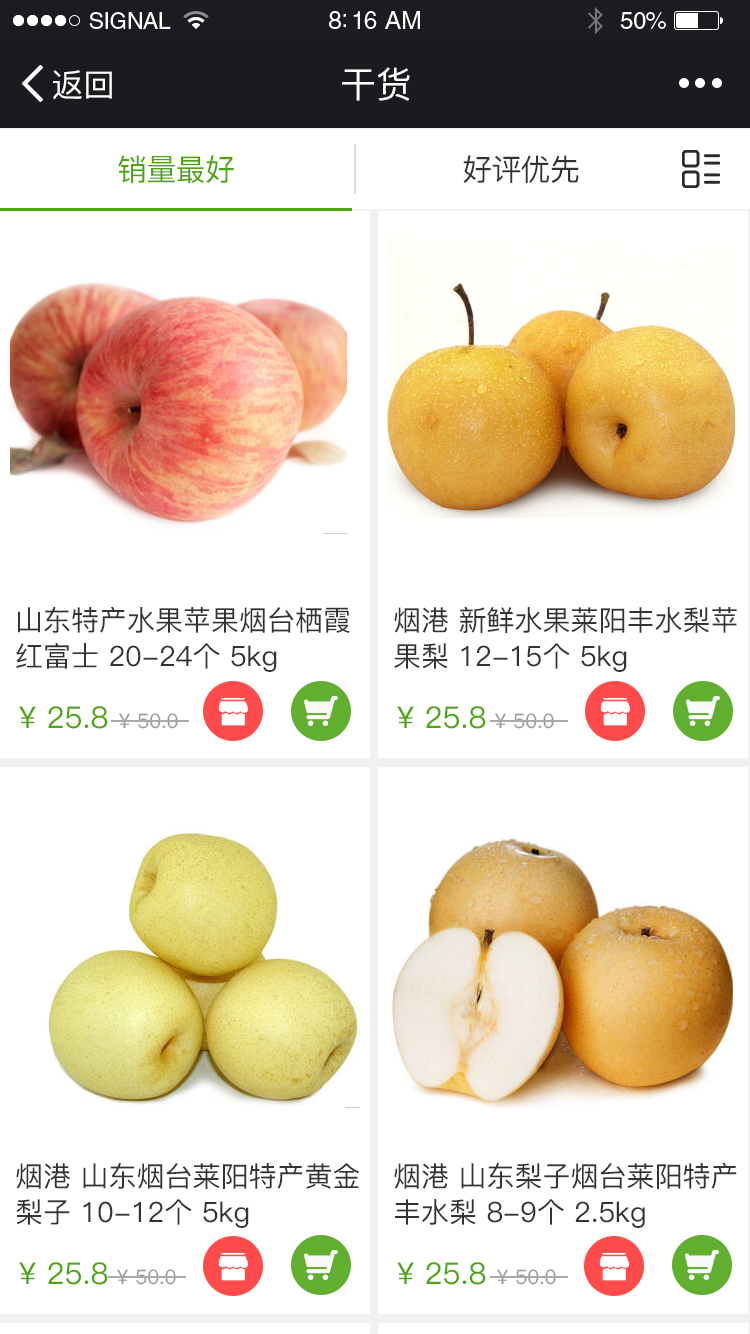 SIGNAL 8:16 AM 50%
返回 干货
销量最好 好评优先
山东特产水果苹果烟台栖霞
红富士 20-24个 5kg
¥ 25.8 ¥ 50.0
烟港 新鲜水果莱阳丰水梨苹
果梨 12-15个 5kg
¥ 25.8 ¥ 50.0
烟港 山东烟台莱阳特产黄金
梨子 10-12个 5kg
¥ 25.8 ¥ 50.0
烟港 山东梨子烟台莱阳特产
丰水梨 8-9个 2.5kg
¥ 25.8 ¥ 50.0